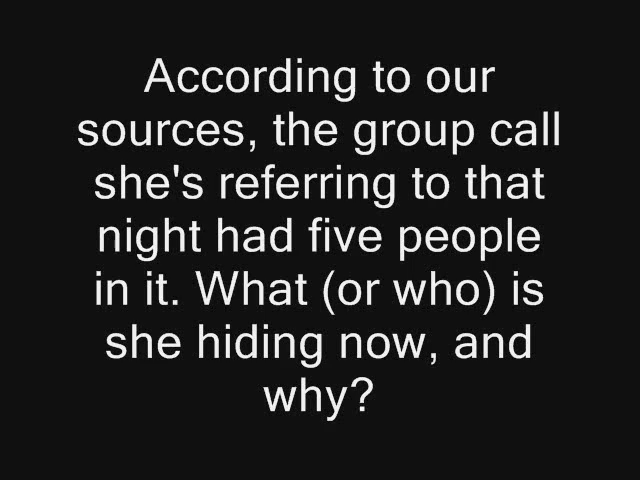 According to our
sources, the group call
she's referring to that
night had five people
in it. What (or who) is
she hiding now, and
why?